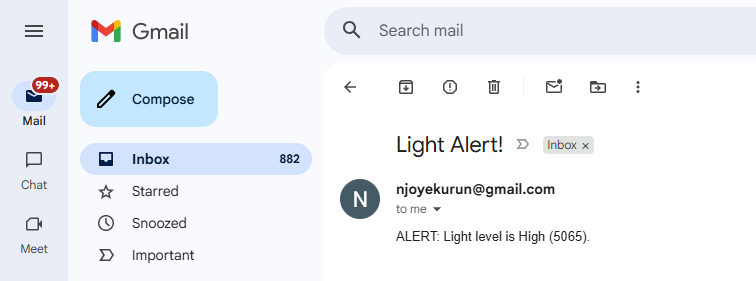 Gmail
Search mail
99+
Mail
Compose
Inbox 882
Chat
Starred
Meet
Snoozed
Important
Light Alert! Inbox ×
N
njoyekurun@gmail.com
to me
ALERT: Light level is High (5065).